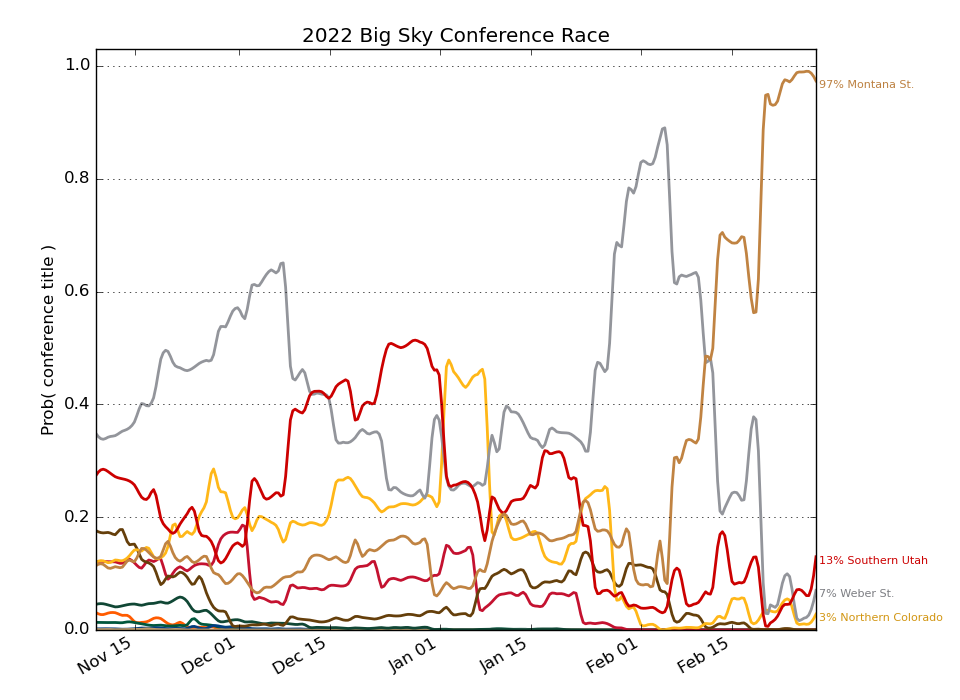 2022 Big Sky Conference Race
Prob( conference title )
1.0
0.8
0.6
0.4
0.2
0.0
Nov 15
Dec 01
Dec 15
Jan 01
Jan 15
Feb 01
Feb 15
97% Montana St.
13% Southern Utah
7% Weber St.
3% Northern Colorado